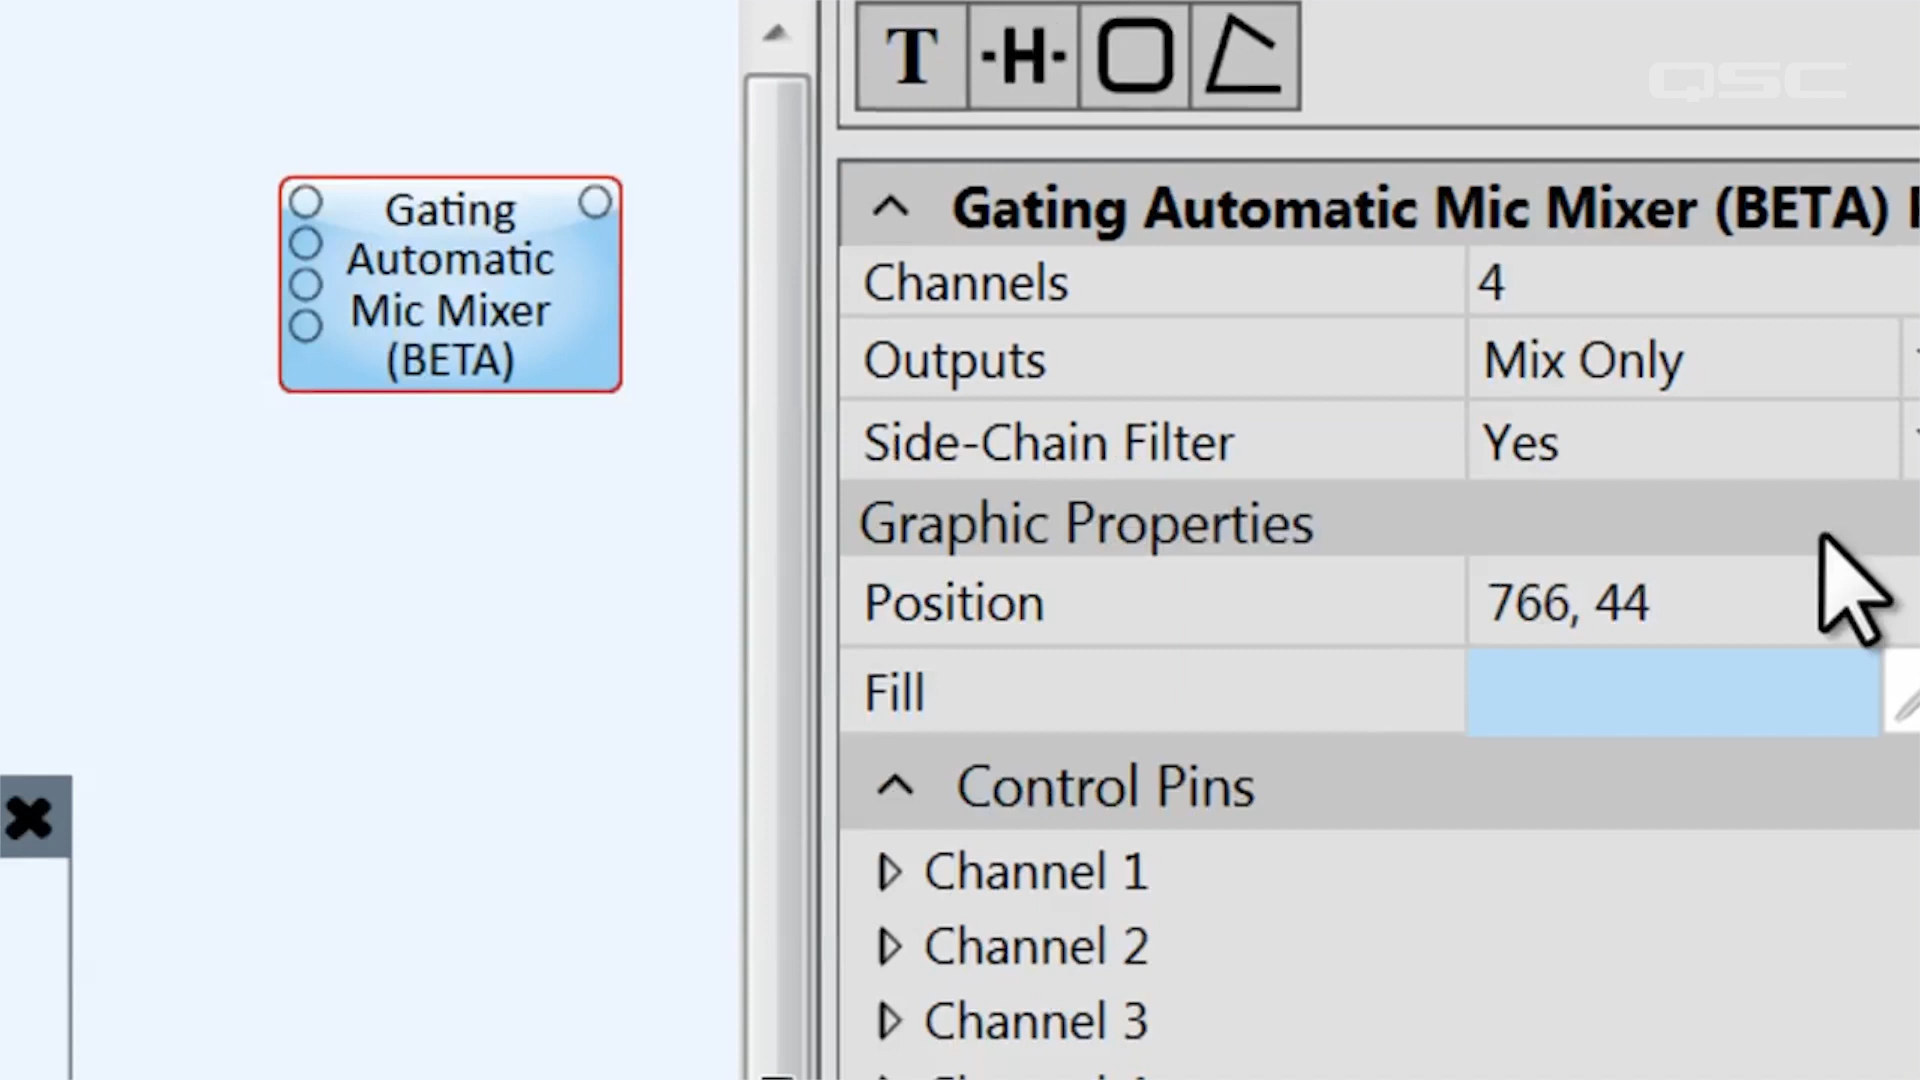 T
-H-
QSC
Gating
Automatic
Mic Mixer
(BETA)
Gating Automatic Mic Mixer (BETA)
Channels 4
Outputs Mix Only
Side-Chain Filter Yes
Graphic Properties
Position 766, 44
Fill
Control Pins
Channel 1
Channel 2
Channel 3